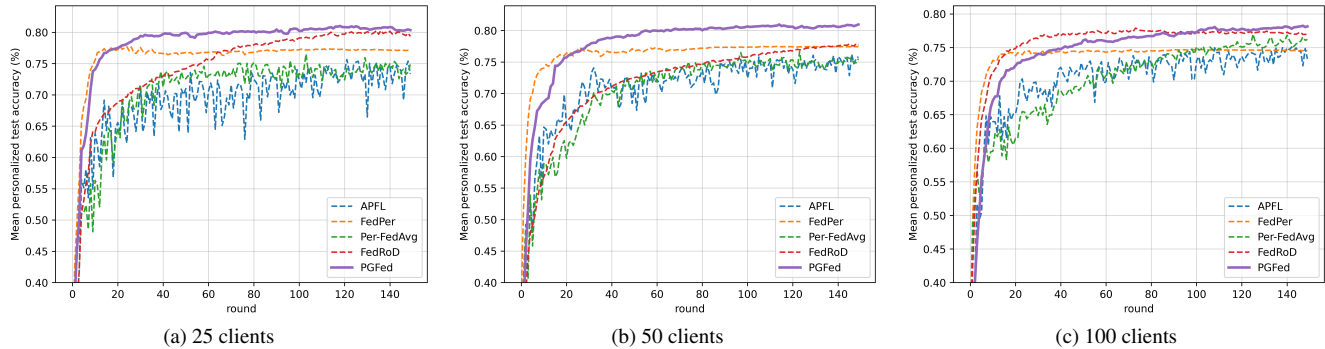 Mean personalized test accuracy (%)
0.80
0.75
0.70
0.65
0.60
0.55
0.50
0.45
0.40
0 20 40 60 80 100 120 140
round
APFL
FedPer
Per-FedAvg
FedRoD
PGFed
(a) 25 clients
Mean personalized test accuracy (%)
0.80
0.75
0.70
0.65
0.60
0.55
0.50
0.45
0.40
0 20 40 60 80 100 120 140
round
APFL
FedPer
Per-FedAvg
FedRoD
PGFed
(b) 50 clients
Mean personalized test accuracy (%)
0.80
0.75
0.70
0.65
0.60
0.55
0.50
0.45
0.40
0 20 40 60 80 100 120 140
round
APFL
FedPer
Per-FedAvg
FedRoD
PGFed
(c) 100 clients